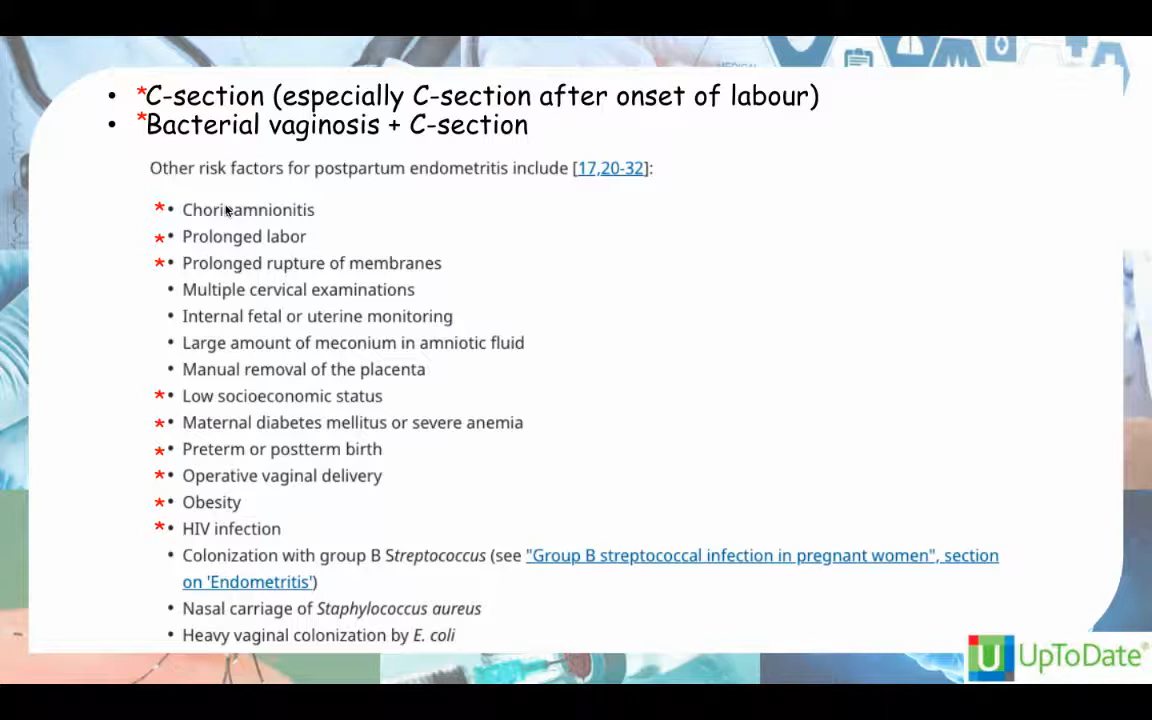 • *C-section (especially C-section after onset of labour)
• *Bacterial vaginosis + C-section
Other risk factors for postpartum endometritis include [17,20-32]:
*• Chorioamnionitis
*• Prolonged labor
*• Prolonged rupture of membranes
• Multiple cervical examinations
• Internal fetal or uterine monitoring
• Large amount of meconium in amniotic fluid
• Manual removal of the placenta
*• Low socioeconomic status
*• Maternal diabetes mellitus or severe anemia
*• Preterm or postterm birth
*• Operative vaginal delivery
*• Obesity
*• HIV infection
• Colonization with group B Streptococcus (see "Group B streptococcal infection in pregnant women", section
on 'Endometritis')
• Nasal carriage of Staphylococcus aureus
• Heavy vaginal colonization by E. coli
UpToDate®